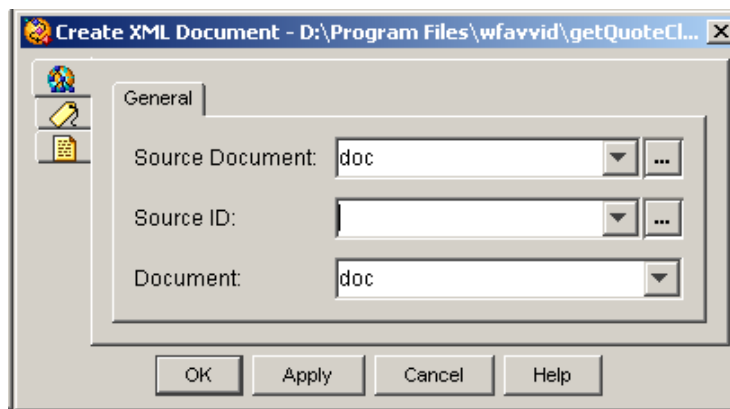 Create XML Document - D:\Program Files\wfavvid\getQuoteCl...
General
Source Document: doc ...
Source ID: ...
Document: doc
OK Apply Cancel Help